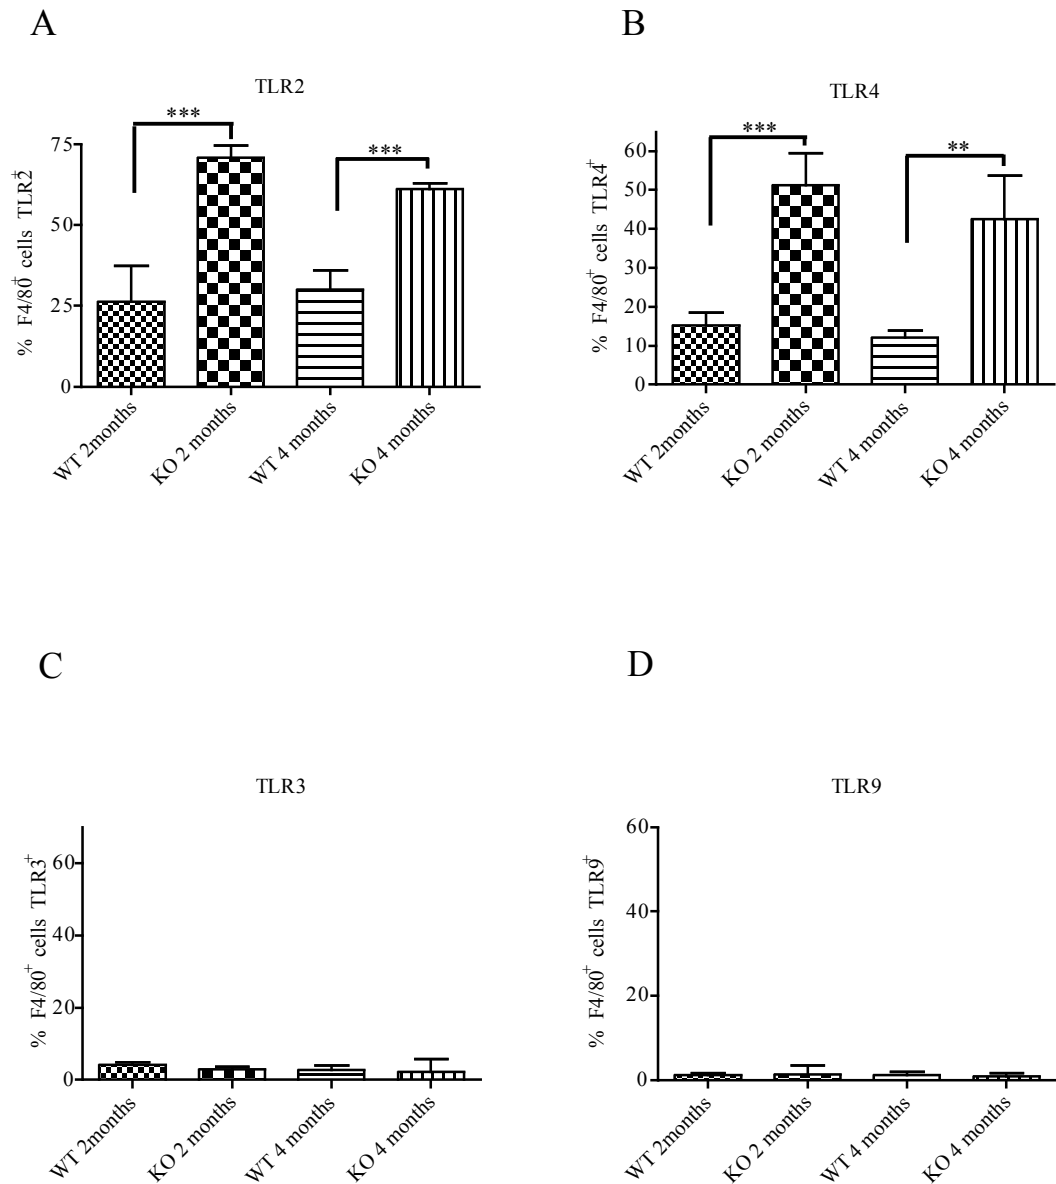 A
B
TLR2
TLR4
***
***
***
**
% F4/80+ cells TLR2+
75
50
25
0
% F4/80+ cells TLR4+
60
50
40
30
20
10
0
WT 2months
KO 2 months
WT 4 months
KO 4 months
WT 2months
KO 2 months
WT 4 months
KO 4 months
C
D
TLR3
TLR9
% F4/80+ cells TLR3+
60
40
20
0
% F4/80+ cells TLR9+
60
40
20
0
WT 2months
KO 2 months
WT 4 months
KO 4 months
WT 2months
KO 2 months
WT 4 months
KO 4 months